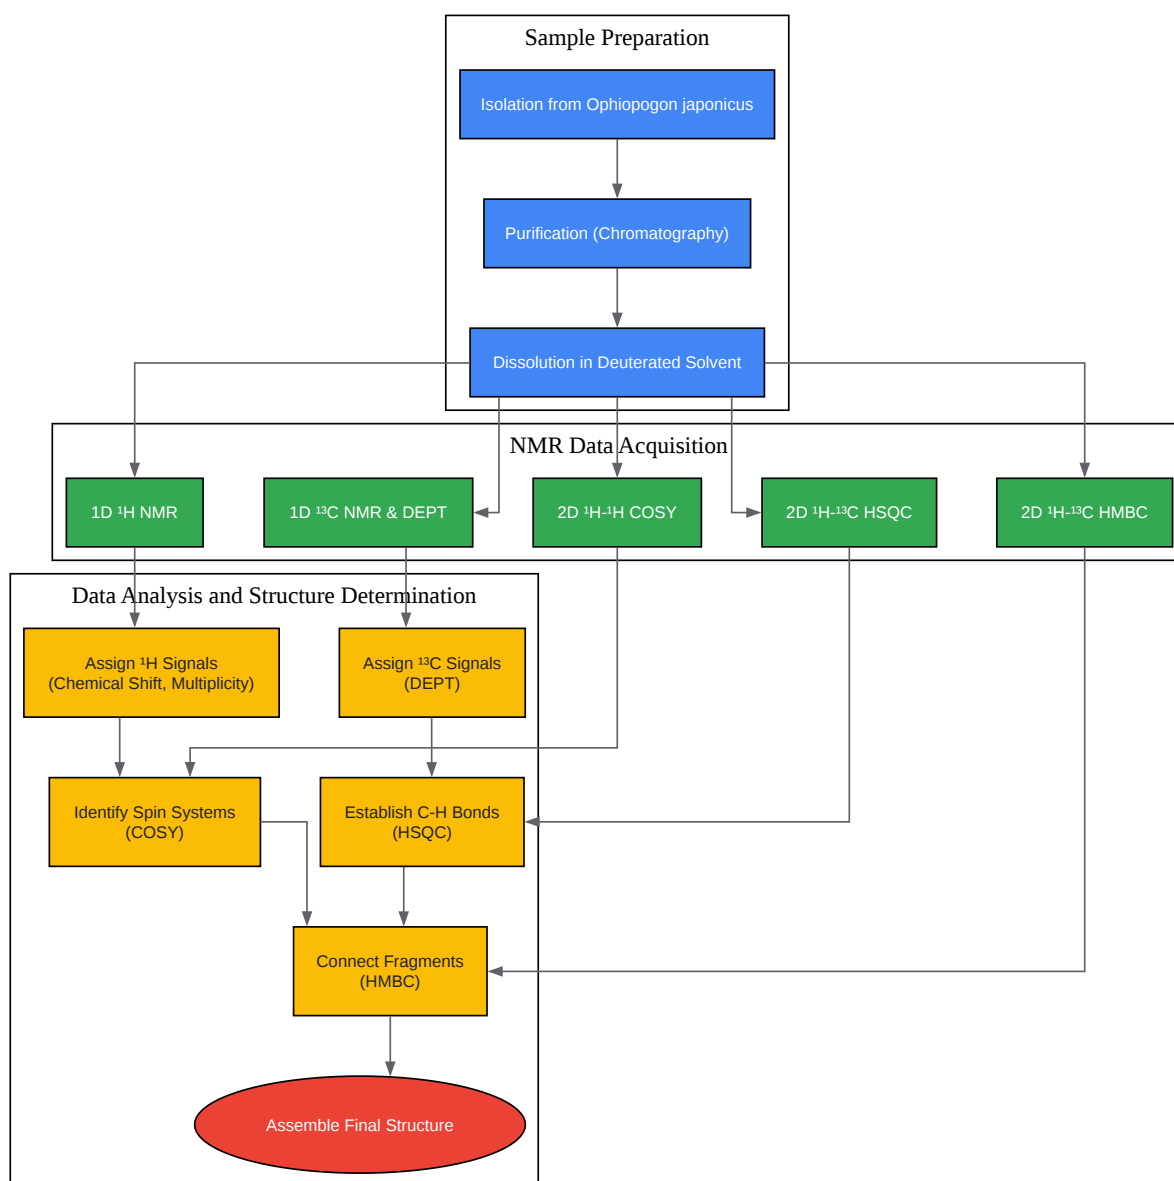 Sample Preparation
Isolation from Ophiopogon japonicus
Purification (Chromatography)
Dissolution in Deuterated Solvent
NMR Data Acquisition
1D ¹H NMR
1D ¹³C NMR & DEPT
2D ¹H-¹H COSY
2D ¹H-¹³C HSQC
2D ¹H-¹³C HMBC
Data Analysis and Structure Determination
Assign ¹H Signals
(Chemical Shift, Multiplicity)
Assign ¹³C Signals
(DEPT)
Identify Spin Systems
(COSY)
Establish C-H Bonds
(HSQC)
Connect Fragments
(HMBC)
Assemble Final Structure